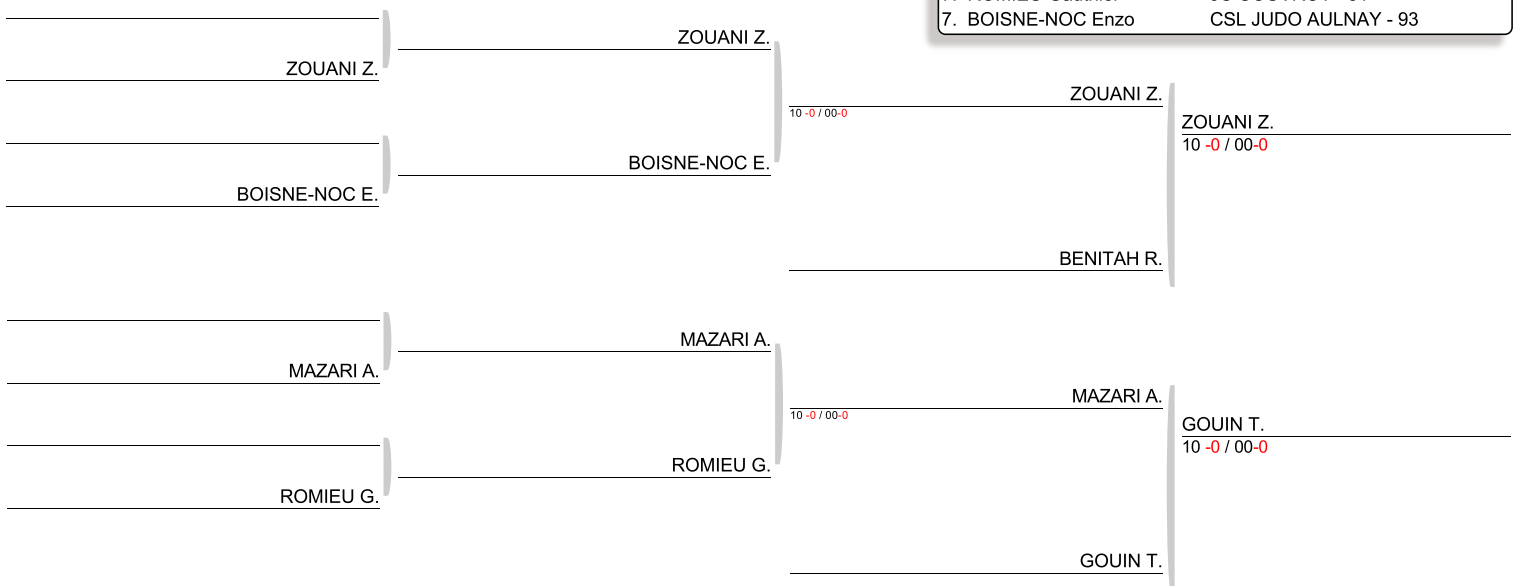 7. BOISNE-NOC Enzo CSL JUDO AULNAY - 93
ZOUANI Z.
ZOUANI Z.
ZOUANI Z.
10 -0 / 00-0
ZOUANI Z.
10 -0 / 00-0
BOISNE-NOC E.
BOISNE-NOC E.
BENITAH R.
MAZARI A.
MAZARI A.
MAZARI A.
10 -0 / 00-0
GOUIN T.
10 -0 / 00-0
ROMIEU G.
ROMIEU G.
GOUIN T.